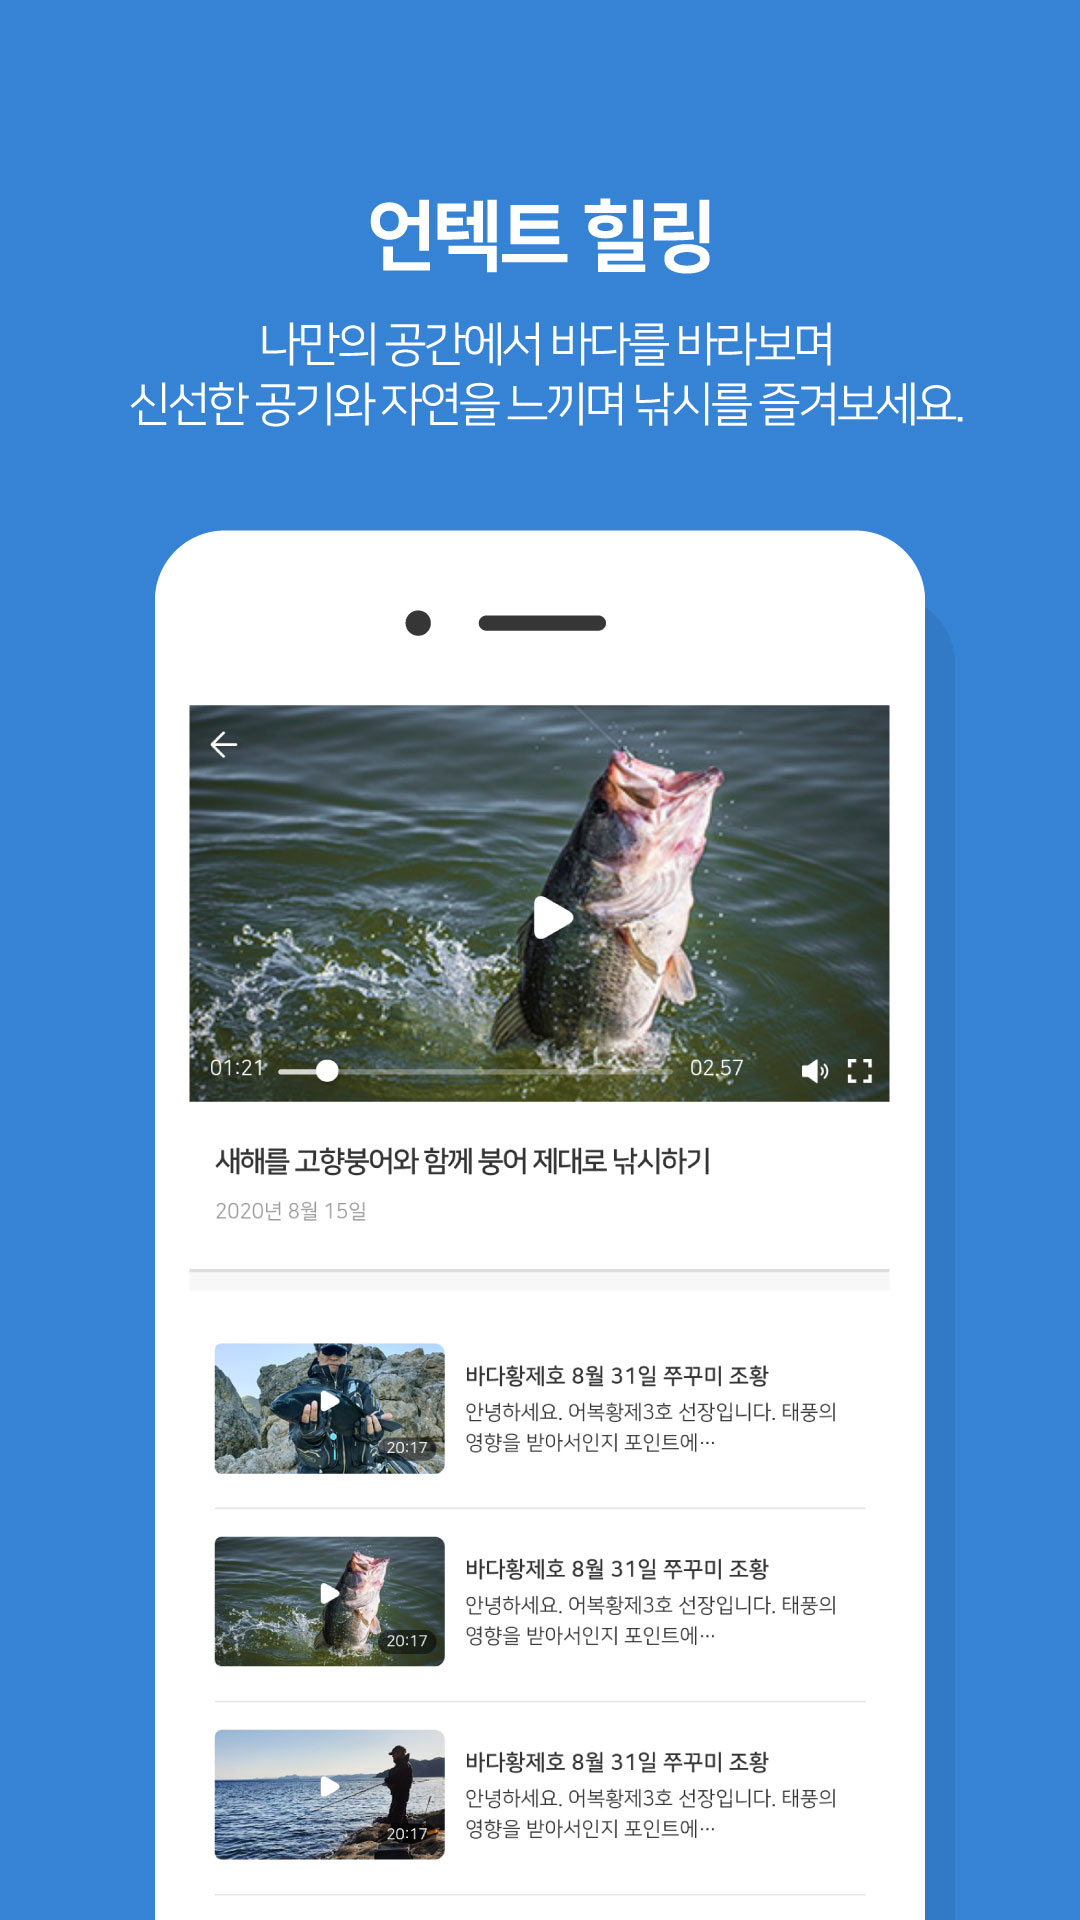 언텍트 힐링
나만의 공간에서 바다를 바라보며
신선한 공기와 자연을 느끼며 낚시를 즐겨보세요.
01:21
02.57
새해를 고향붕어와 함께 붕어 제대로 낚시하기
2020년 8월 15일
20:17
바다황제호 8월 31일 쭈꾸미 조황
안녕하세요. 어복황제3호 선장입니다. 태풍의
영향을 받아서인지 포인트에···
20:17
바다황제호 8월 31일 쭈꾸미 조황
안녕하세요. 어복황제3호 선장입니다. 태풍의
영향을 받아서인지 포인트에···
20:17
바다황제호 8월 31일 쭈꾸미 조황
안녕하세요. 어복황제3호 선장입니다. 태풍의
영향을 받아서인지 포인트에···